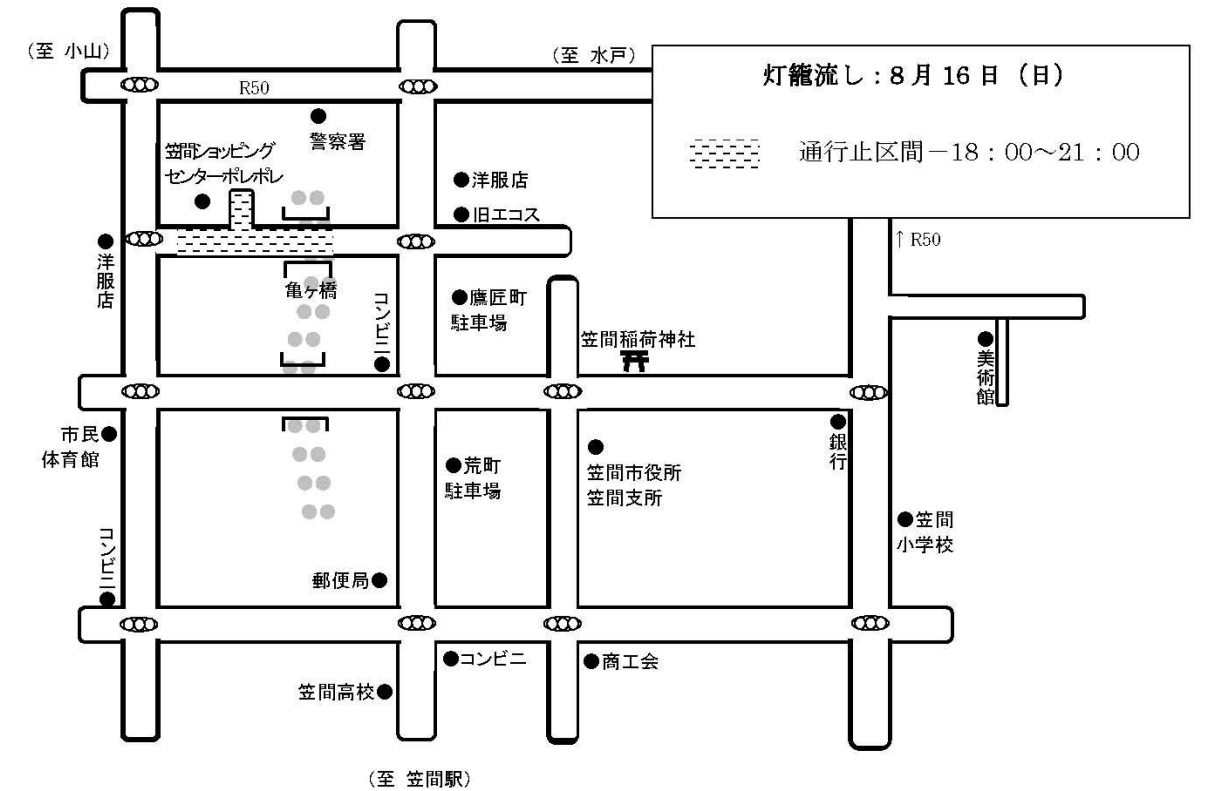 (至 小山)
(至 水戸)
灯籠流し：8月16日（日）
R50
警察署
笠間ショッピング
センターポレポレ
通行止区間－18：00～21：00
洋服店
旧エコス
↑R50
洋服店
亀ヶ橋
コンビニ
鷹匠町
駐車場
笠間稲荷神社
美術館
市民
体育館
銀行
荒町
駐車場
笠間市役所
笠間支所
笠間
小学校
コンビニ
郵便局
コンビニ
商工会
笠間高校
(至 笠間駅)